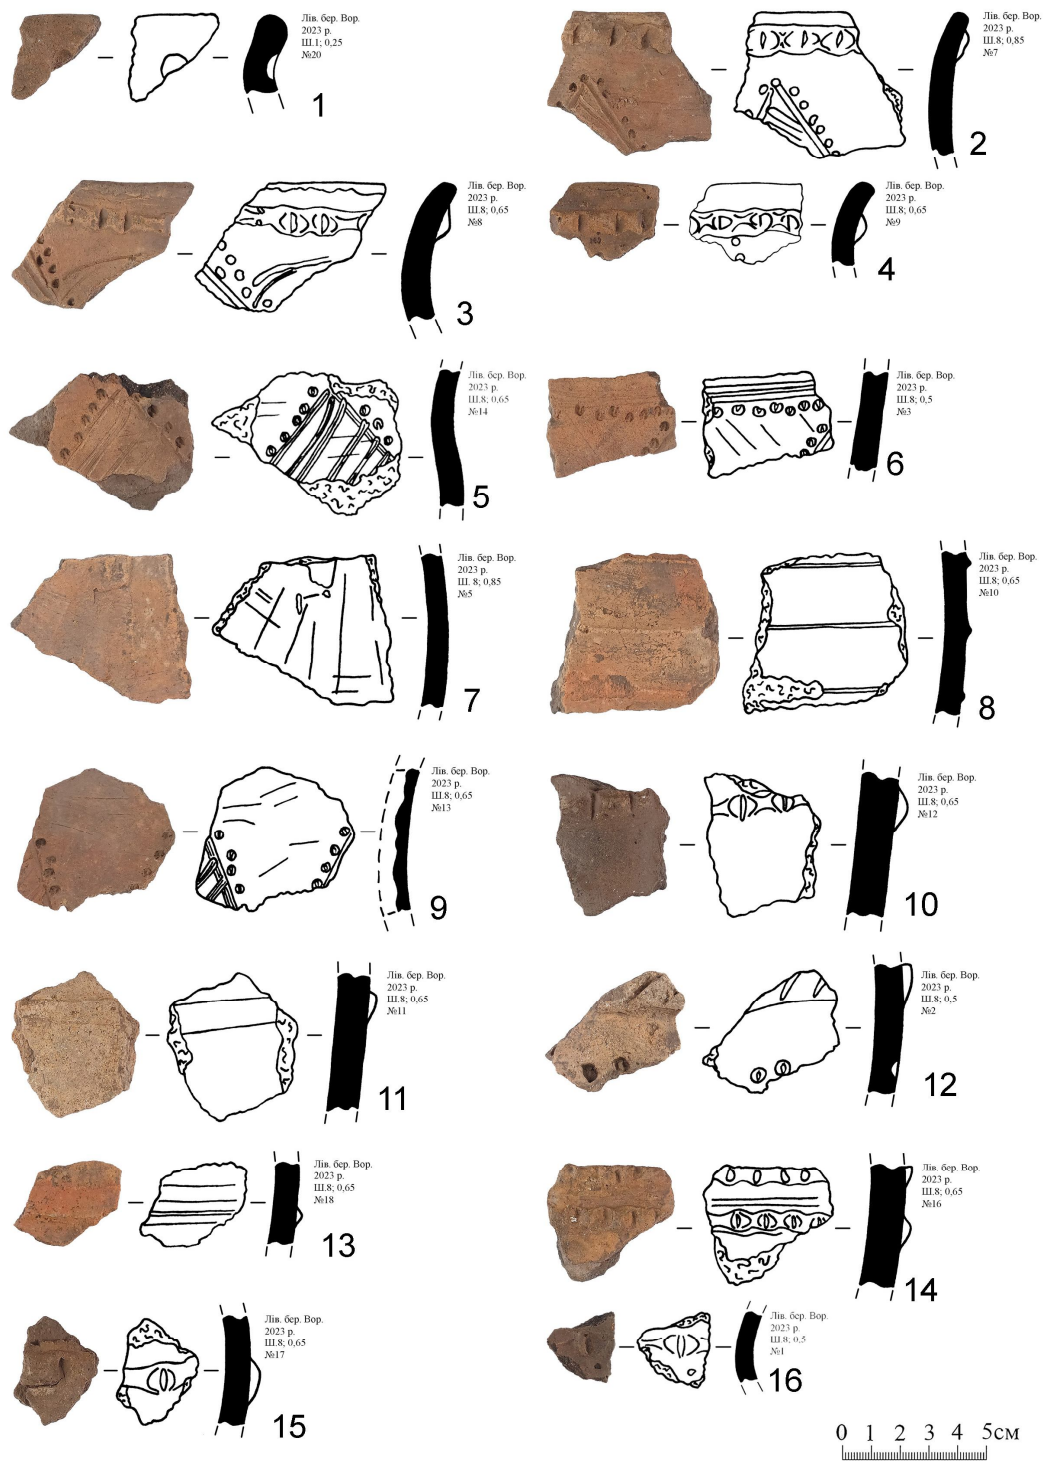 Лів. бер. Вор.
2023 р.
Ш.1; 0,25
№20
1
Лів. бер. Вор.
2023 р.
Ш.8; 0,85
№7
2
Лів. бер. Вор.
2023 р.
Ш.8; 0,65
№8
3
Лів. бер. Вор.
2023 р.
Ш.8; 0,65
№9
4
Лів. бер. Вор.
2023 р.
Ш.8; 0,65
№14
5
Лів. бер. Вор.
2023 р.
Ш.8; 0,5
№3
6
Лів. бер. Вор.
2023 р.
Ш. 8; 0,85
№5
7
Лів. бер. Вор.
2023 р.
Ш.8; 0,65
№10
8
Лів. бер. Вор.
2023 р.
Ш.8; 0,65
№13
9
Лів. бер. Вор.
2023 р.
Ш.8; 0,65
№12
10
Лів. бер. Вор.
2023 р.
Ш.8; 0,65
№11
11
Лів. бер. Вор.
2023 р.
Ш.8; 0,5
№2
12
Лів. бер. Вор.
2023 р.
Ш.8; 0,65
№18
13
Лів. бер. Вор.
2023 р.
Ш.8; 0,65
№16
14
Лів. бер. Вор.
2023 р.
Ш.8; 0,65
№17
15
Лів. бер. Вор.
2023 р.
Ш.8; 0,5
№1
16
0 1 2 3 4 5см